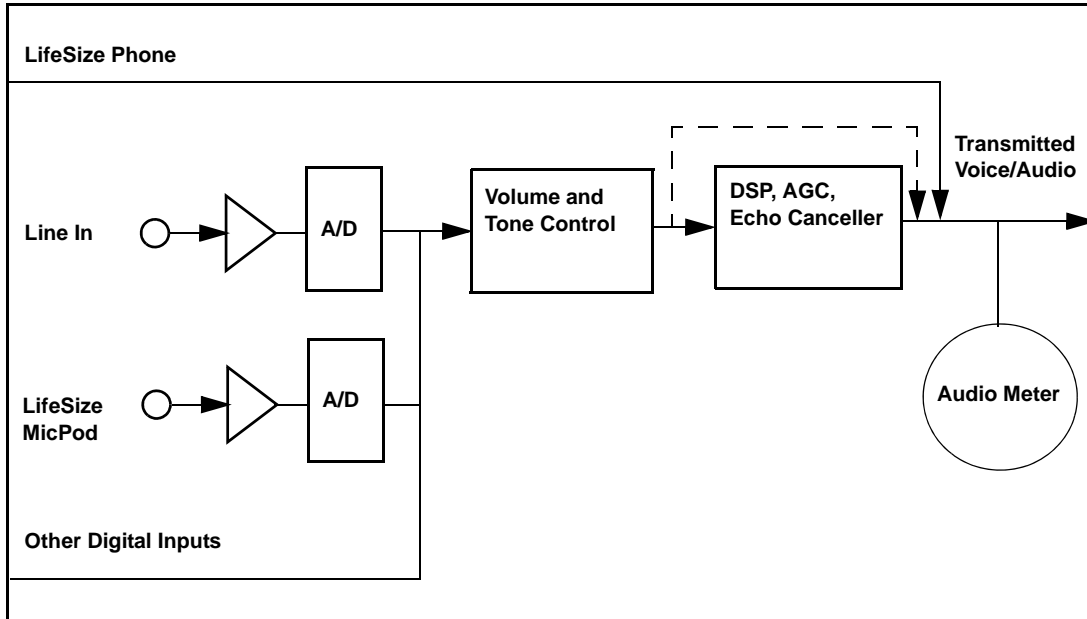 LifeSize Phone
Transmitted
Voice/Audio
Volume and
Tone Control
DSP, AGC,
Echo Canceller
Line In
A/D
LifeSize
MicPod
A/D
Audio Meter
Other Digital Inputs